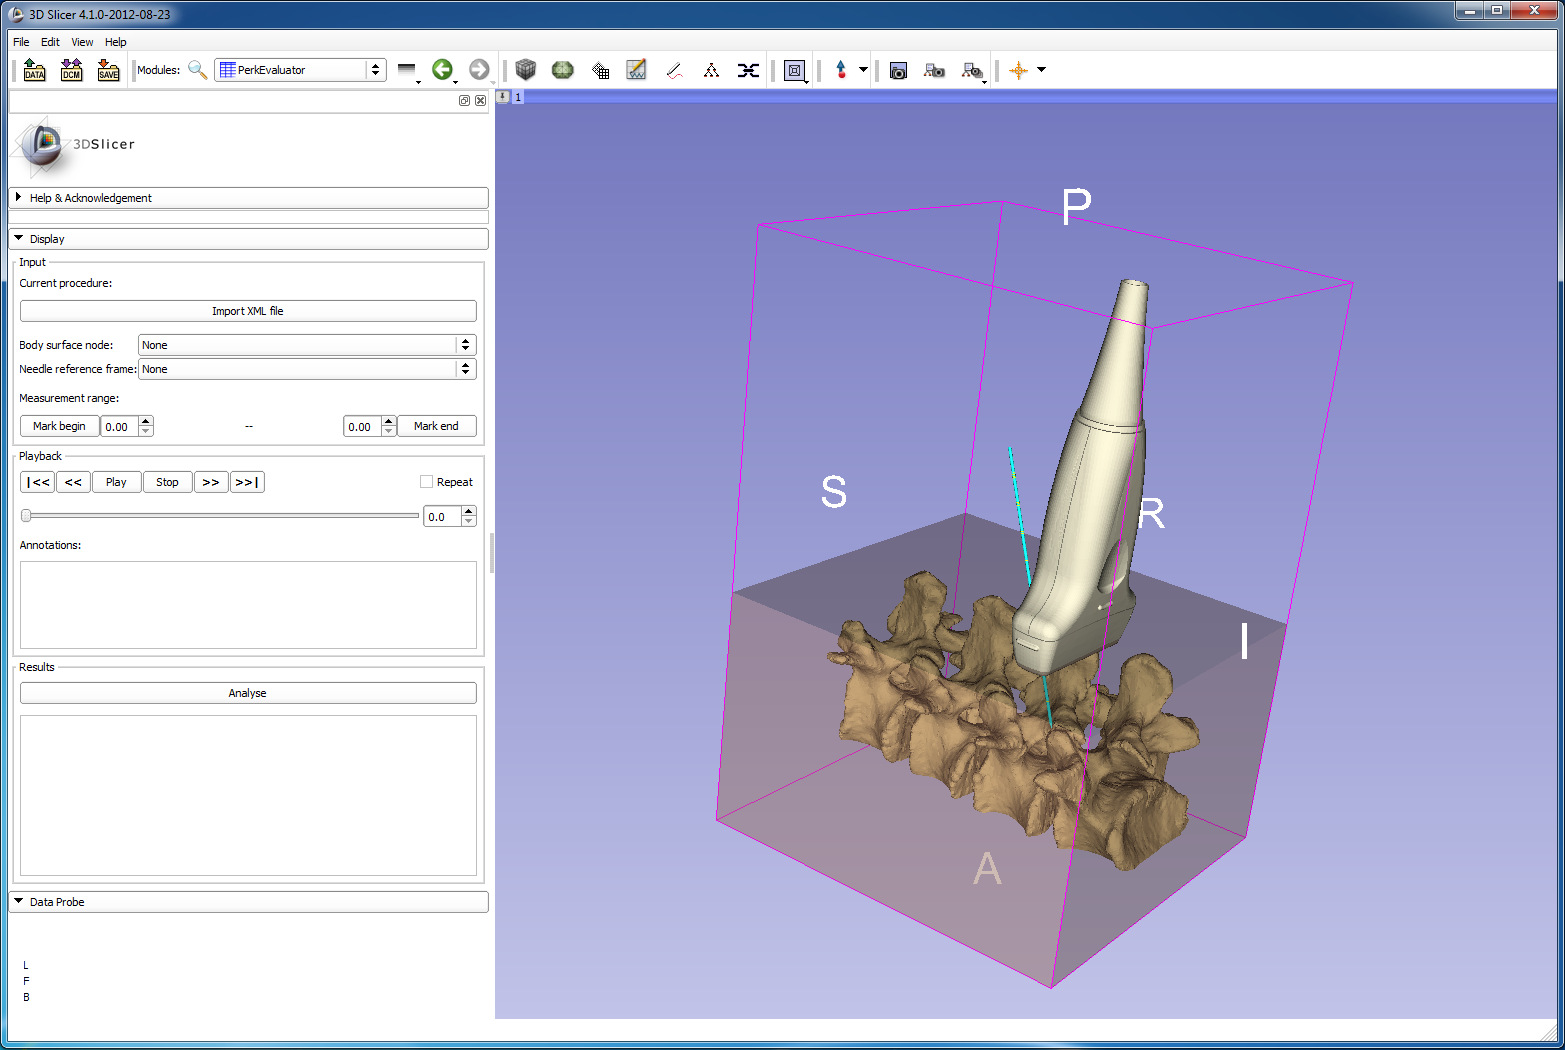 3D Slicer 4.1.0-2012-08-23
File Edit View Help
DATA DCM SAVE Modules: PerkEvaluator
1
3DSlicer
Help & Acknowledgement
Display
Input
Current procedure:
Import XML file
Body surface node: None
Needle reference frame: None
Measurement range:
Mark begin 0.00 -- 0.00 Mark end
Playback
|<< << Play Stop >> >>| Repeat
0.0
Annotations:
Results
Analyse
Data Probe
L
F
B
P
S
R
I
A